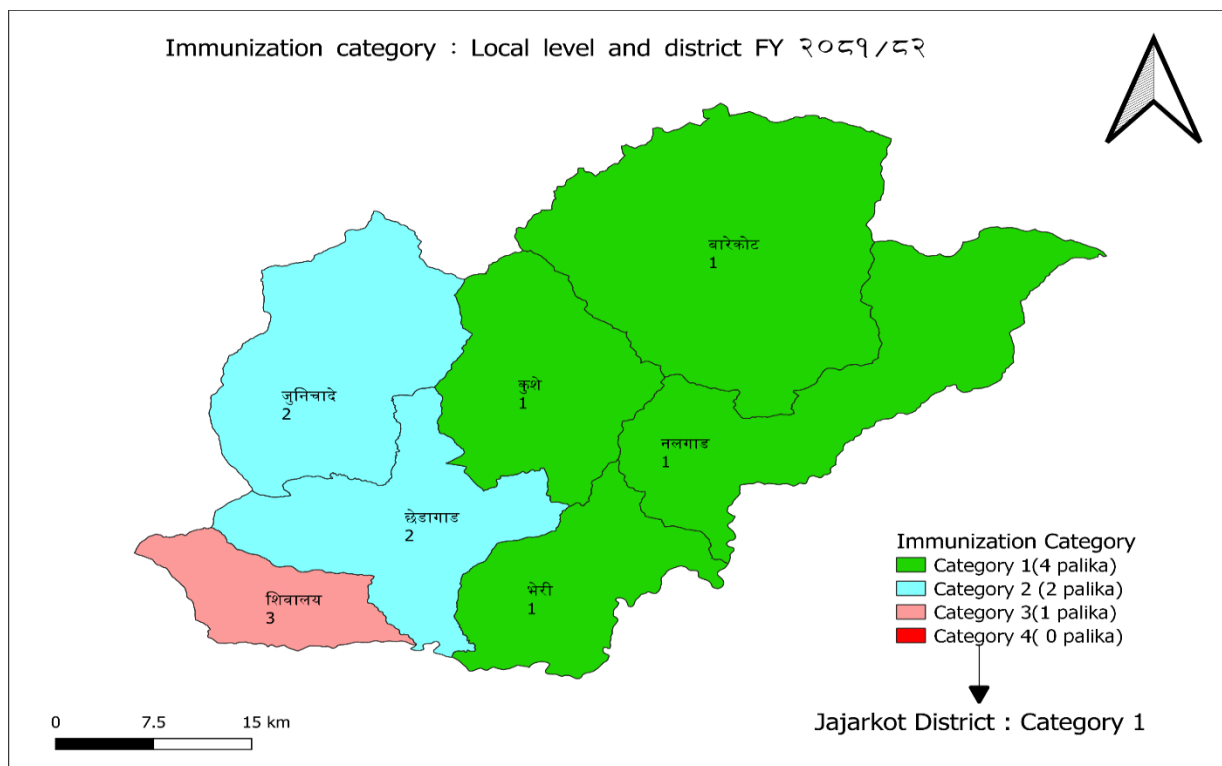 Immunization category : Local level and district FY २०८१/८२
बारेकोट
1
कुशे
1
जुनिचादे
2
नलगाड
1
छेडागाड
2
भेरी
1
शिवालय
3
Immunization Category
Category 1(4 palika)
Category 2 (2 palika)
Category 3(1 palika)
Category 4( 0 palika)
Jajarkot District : Category 1
0 7.5 15 km